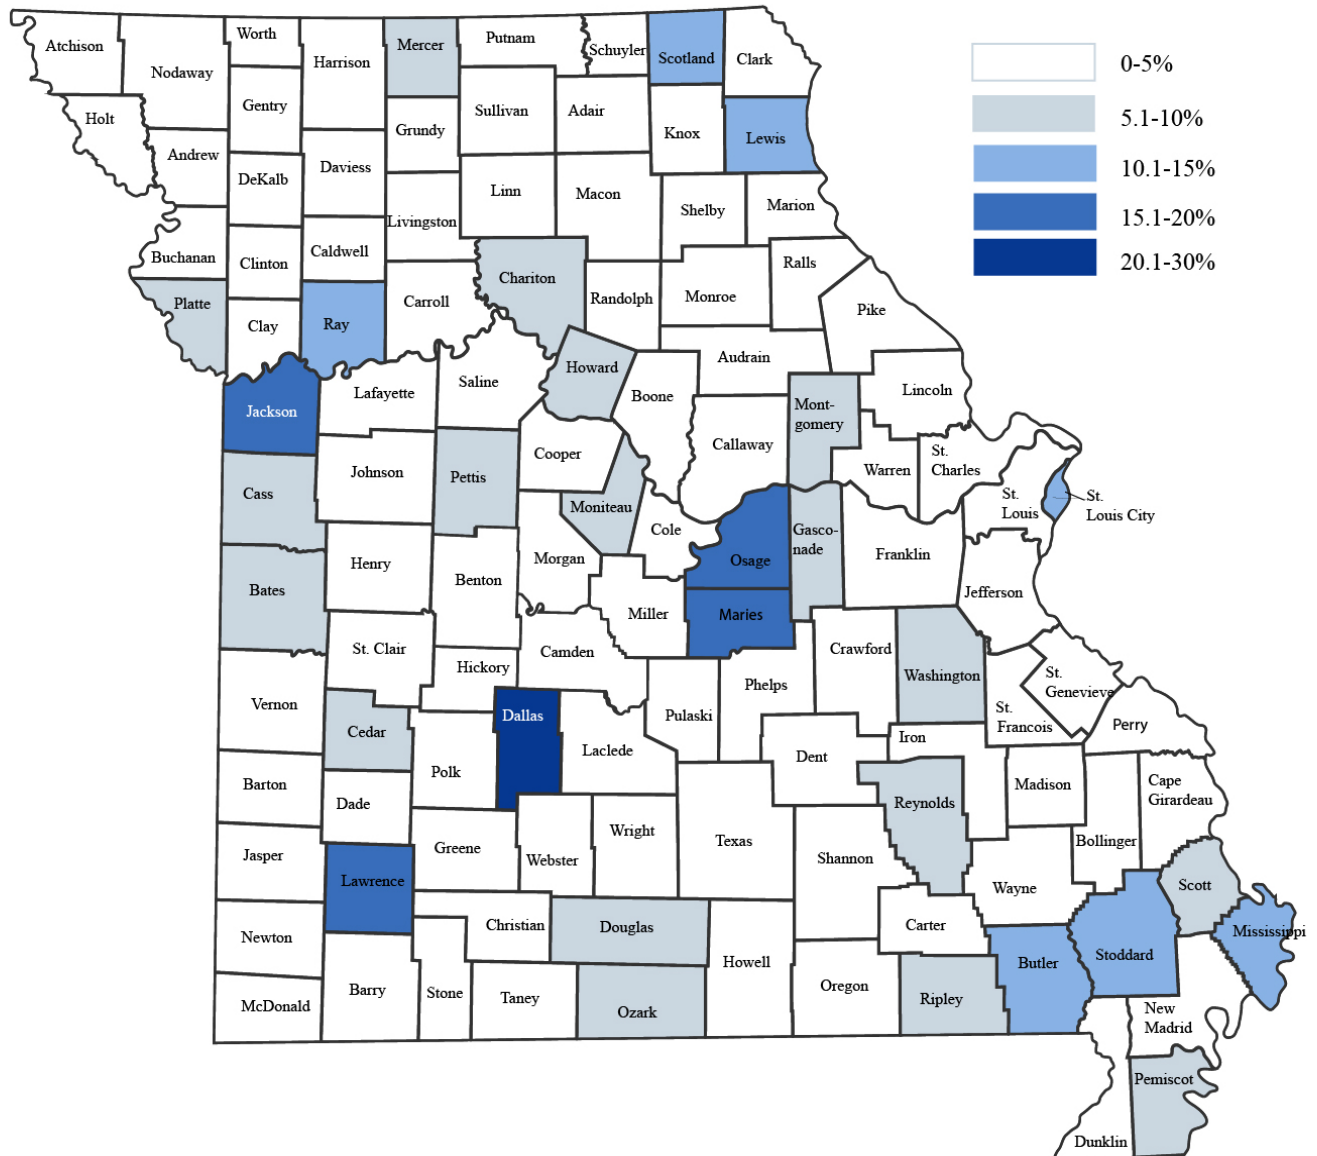 Atchison
Nodaway
Worth
Harrison
Mercer
Putnam
Schuyler
Scotland
Clark
0-5%
5.1-10%
10.1-15%
15.1-20%
20.1-30%
Holt
Andrew
Gentry
DeKalb
Daviess
Grundy
Sullivan
Adair
Knox
Lewis
Buchanan
Clinton
Caldwell
Livingston
Linn
Macon
Shelby
Marion
Platte
Clay
Ray
Carroll
Chariton
Randolph
Monroe
Ralls
Pike
Jackson
Lafayette
Saline
Howard
Boone
Audrain
Mont-
gomery
Lincoln
Cass
Johnson
Pettis
Cooper
Moniteau
Callaway
Warren
St.
Charles
St.
Louis
St.
Louis City
Bates
Henry
Benton
Morgan
Cole
Osage
Gasco-
nade
Franklin
Jefferson
Miller
Maries
St. Clair
Hickory
Camden
Crawford
Washington
St.
Genevieve
Vernon
Cedar
Dallas
Pulaski
Phelps
St.
Francois
Perry
Polk
Laclede
Dent
Iron
Barton
Dade
Reynolds
Madison
Cape
Girardeau
Jasper
Greene
Webster
Wright
Texas
Shannon
Bollinger
Lawrence
Wayne
Scott
Newton
Christian
Douglas
Carter
Mississippi
McDonald
Barry
Stone
Taney
Ozark
Howell
Oregon
Ripley
Butler
Stoddard
New
Madrid
Pemiscot
Dunklin